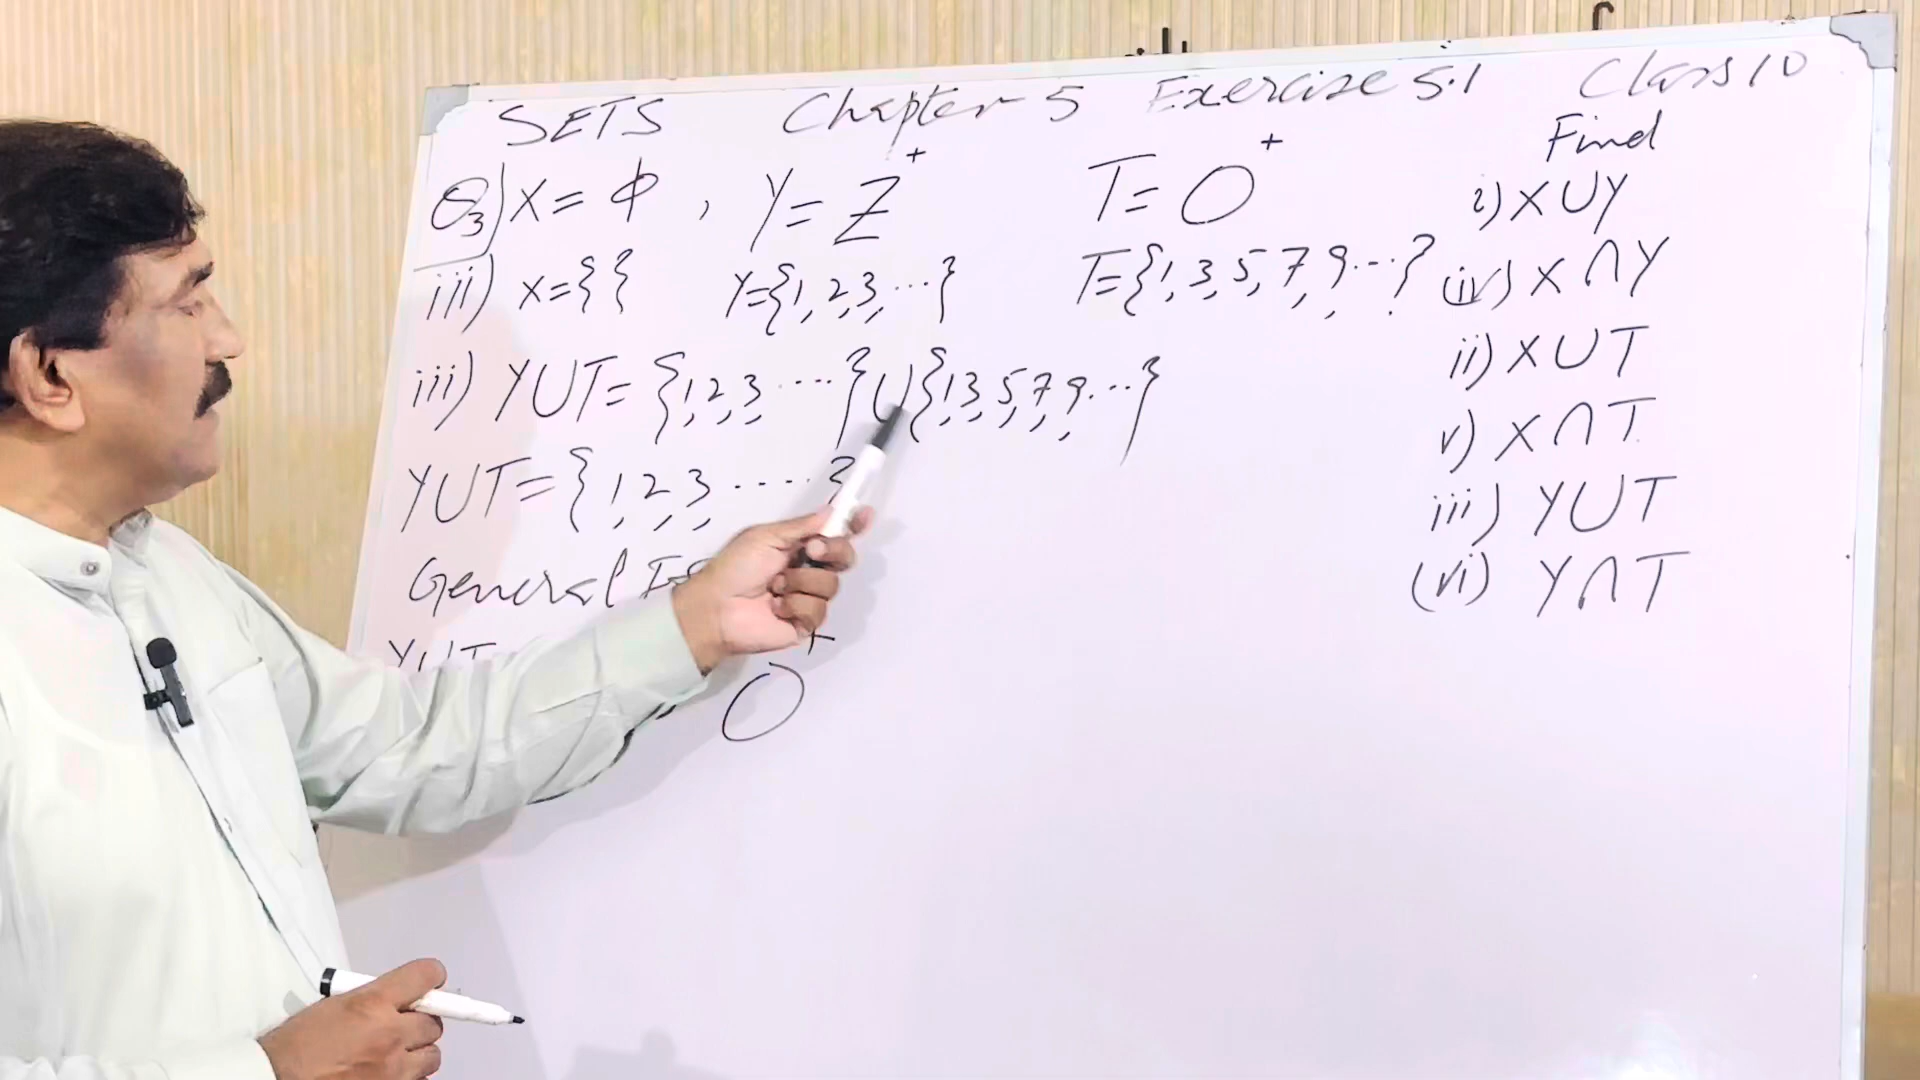 SETS Chapter 5 Exercise 5.1 Class 10
Find
Q3) X = ϕ , Y = Z⁺ T = O⁺
i) X ∪ Y
iii) X = { { Y = {1, 2, 3, ... } T = {1, 3, 5, 7, 9, ... }
(iv) X ∩ Y
ii) X ∪ T
iii) Y ∪ T = {1, 2, 3, .... } ∪ {1, 3, 5, 7, 9, ... }
v) X ∩ T
Y ∪ T = {1, 2, 3, ..... }
iii) Y ∪ T
General
(vi) Y ∩ T
Y ∪ T
O⁺